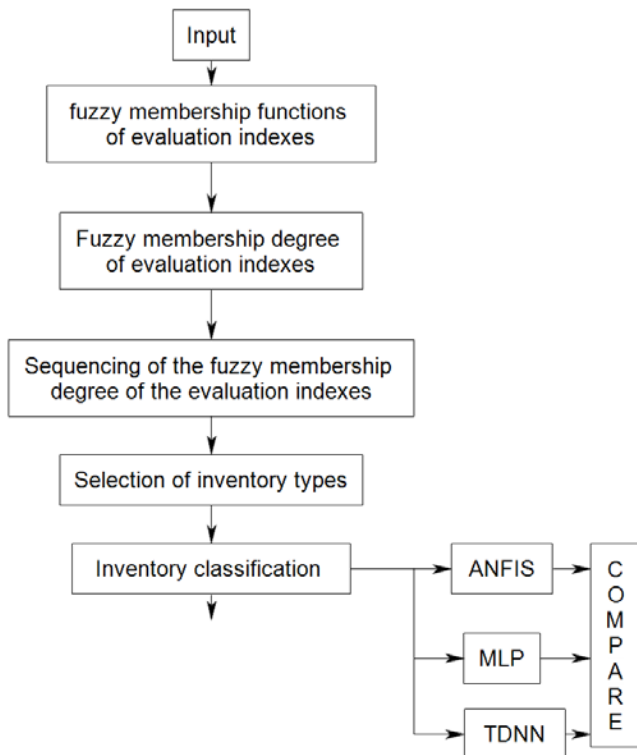 Input
fuzzy membership functions
of evaluation indexes
Fuzzy membership degree
of evaluation indexes
Sequencing of the fuzzy membership
degree of the evaluation indexes
Selection of inventory types
Inventory classification
ANFIS
MLP
TDNN
COMPARE